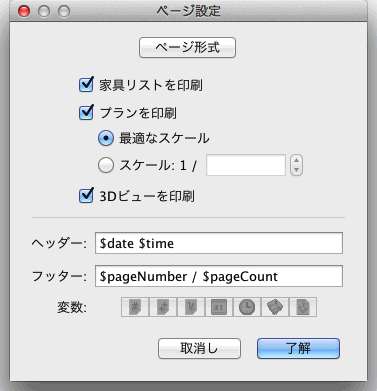 ページ設定
ページ形式
家具リストを印刷
プランを印刷
最適なスケール
スケール: 1 /
3Dビューを印刷
ヘッダー: $date $time
フッター: $pageNumber / $pageCount
変数:
取消し 了解